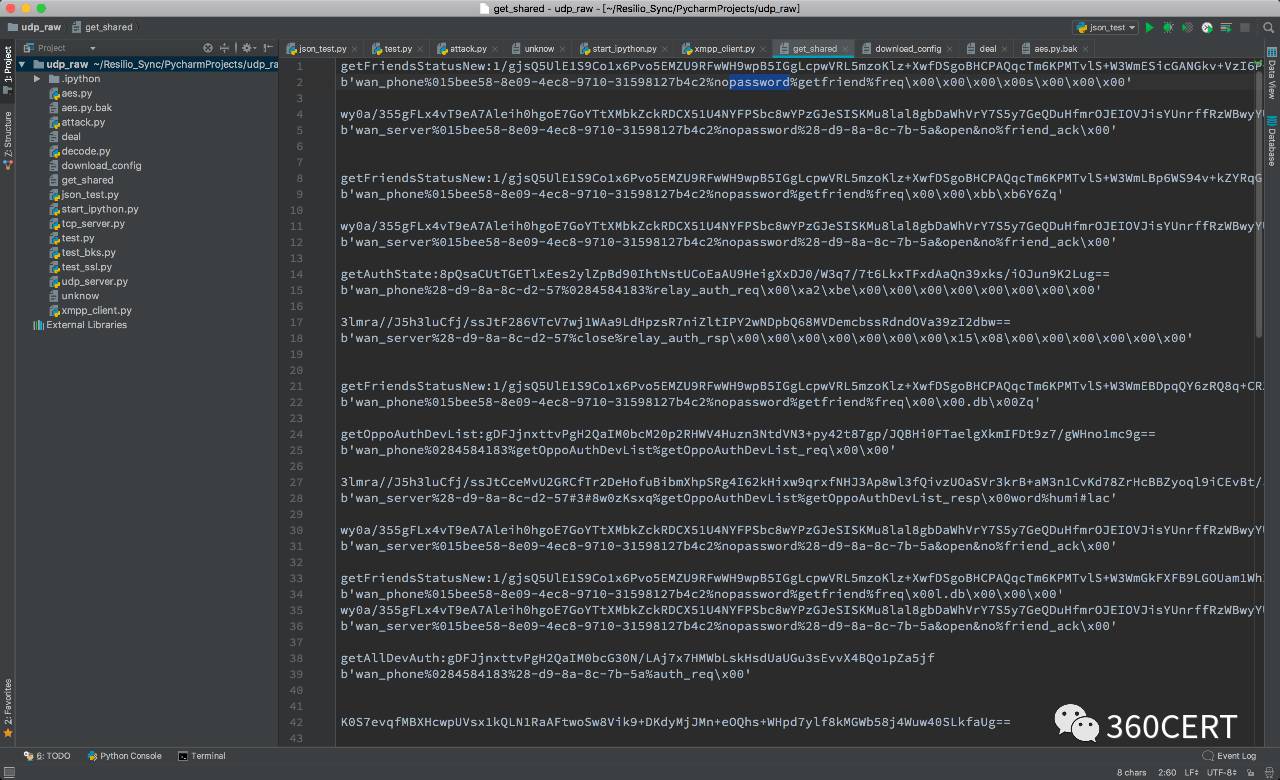 get_shared - udp_raw - [~/Resilio_Sync/PycharmProjects/udp_raw]
udp_raw get_shared json_test
Project json_test.py test.py attack.py unknow start_ipython.py xmpp_client.py get_shared download_config deal aes.py.bak
1: Project
Z: Structure
2: Favorites
udp_raw ~/Resilio_Sync/PycharmProjects/udp_ra
.ipython
aes.py
aes.py.bak
attack.py
deal
decode.py
download_config
get_shared
json_test.py
start_ipython.py
tcp_server.py
test.py
test_bks.py
test_ssl.py
udp_server.py
unknow
xmpp_client.py
External Libraries
1 getFriendsStatusNew:1/gjsQ5UlE1S9Co1x6Pvo5EMZU9RFwWH9wpB5IGgLcpwVRL5mzoKlz+XwfDSgoBHCPAQqcTm6KPMTvlS+W3WmESicGANGkv+VzI6P
2 b'wan_phone%015bee58-8e09-4ec8-9710-31598127b4c2%nopassword%getfriend%freq\x00\x00\x00\x00s\x00\x00\x00'
3
4 wy0a/355gFLx4vT9eA7Aleih0hgoE7GoYTtXMbkZckRDCX51U4NYFPSbc8wYPzGJeSISKMu8lal8gbDaWhVrY7S5y7GeQDuHfmrOJEIOVJisYUnrffRzWBwyY
5 b'wan_server%015bee58-8e09-4ec8-9710-31598127b4c2%nopassword%28-d9-8a-8c-7b-5a&open&no%friend_ack\x00'
6
7
8 getFriendsStatusNew:1/gjsQ5UlE1S9Co1x6Pvo5EMZU9RFwWH9wpB5IGgLcpwVRL5mzoKlz+XwfDSgoBHCPAQqcTm6KPMTvlS+W3WmLBp6WS94v+kZYRqG
9 b'wan_phone%015bee58-8e09-4ec8-9710-31598127b4c2%nopassword%getfriend%freq\x00\x00\xbb\xb6Y6Zq'
10
11 wy0a/355gFLx4vT9eA7Aleih0hgoE7GoYTtXMbkZckRDCX51U4NYFPSbc8wYPzGJeSISKMu8lal8gbDaWhVrY7S5y7GeQDuHfmrOJEIOVJisYUnrffRzWBwyY
12 b'wan_server%015bee58-8e09-4ec8-9710-31598127b4c2%nopassword%28-d9-8a-8c-7b-5a&open&no%friend_ack\x00'
13
14 getAuthState:8pQsaCUtTGETlxEes2ylZpBd90IhtNstUCoEaAU9HeigXxDJ0/W3q7/7t6LkxTFxdAaQn39xks/iOJun9K2Lug==
15 b'wan_phone%28-d9-8a-8c-d2-57%0284584183%relay_auth_req\x00\xa2\xbe\x00\x00\x00\x00\x00\x00\x00\x00'
16
17 3lmra//J5h3luCfj/ssJtF286VTcV7wj1WAa9LdHpzsR7niZltIPY2wNDpbQ68MVDemcbssRdndOVa39zI2dbw==
18 b'wan_server%28-d9-8a-8c-d2-57%close%relay_auth_rsp\x00\x00\x00\x00\x00\x00\x15\x08\x00\x00\x00\x00\x00\x00'
19
20
21 getFriendsStatusNew:1/gjsQ5UlE1S9Co1x6Pvo5EMZU9RFwWH9wpB5IGgLcpwVRL5mzoKlz+XwfDSgoBHCPAQqcTm6KPMTvlS+W3WmEBDpqQY6zRQ8q+CR
22 b'wan_phone%015bee58-8e09-4ec8-9710-31598127b4c2%nopassword%getfriend%freq\x00\x00.db\x00Zq'
23
24 getOppoAuthDevList:gDFJjnxttvPgH2QaIM0bcM20p2RHWV4Huzn3NtdVN3+py42t87gp/JQBHi0FTaelgXkmIFDt9z7/gWHno1mc9g==
25 b'wan_phone%0284584183%getOppoAuthDevList%getOppoAuthDevList_req\x00\x00'
26
27 3lmra//J5h3luCfj/ssJtCceMvU2GRCfTr2DeHofuBibmXhpSRg4I62kHixw9qrxfNHJ3Ap8wl3fQivzUOaSVr3krB+aM3n1CvKd78ZrHcBBZyoql9iCEvBt/
28 b'wan_server%28-d9-8a-8c-d2-57#3#8w0zKsxq%getOppoAuthDevList%getOppoAuthDevList_resp\x00word%humi#lac'
29
30 wy0a/355gFLx4vT9eA7Aleih0hgoE7GoYTtXMbkZckRDCX51U4NYFPSbc8wYPzGJeSISKMu8lal8gbDaWhVrY7S5y7GeQDuHfmrOJEIOVJisYUnrffRzWBwyY
31 b'wan_server%015bee58-8e09-4ec8-9710-31598127b4c2%nopassword%28-d9-8a-8c-7b-5a&open&no%friend_ack\x00'
32
33 getFriendsStatusNew:1/gjsQ5UlE1S9Co1x6Pvo5EMZU9RFwWH9wpB5IGgLcpwVRL5mzoKlz+XwfDSgoBHCPAQqcTm6KPMTvlS+W3WmGkFXFB9LGOUam1Wh
34 b'wan_phone%015bee58-8e09-4ec8-9710-31598127b4c2%nopassword%getfriend%freq\x00l.db\x00\x00\x00'
35 wy0a/355gFLx4vT9eA7Aleih0hgoE7GoYTtXMbkZckRDCX51U4NYFPSbc8wYPzGJeSISKMu8lal8gbDaWhVrY7S5y7GeQDuHfmrOJEIOVJisYUnrffRzWBwyY
36 b'wan_server%015bee58-8e09-4ec8-9710-31598127b4c2%nopassword%28-d9-8a-8c-7b-5a&open&no%friend_ack\x00'
37
38 getAllDevAuth:gDFJjnxttvPgH2QaIM0bcG30N/LAj7x7HMWbLskHsdUaUGu3sEvvX4BQo1pZa5jf
39 b'wan_phone%0284584183%28-d9-8a-8c-7b-5a%auth_req\x00'
40
41
42 K0S7evqfMBXHcwpUVsx1kQLN1RaAFtwoSw8Vik9+DKdyMjJMn+eOQhs+WHpd7ylf8kMGWb58j4Wuw40SLkfaUg==
43
Data View
Database
360CERT
6: TODO Python Console Terminal Event Log
8 chars 2:60 LF÷ UTF-8÷